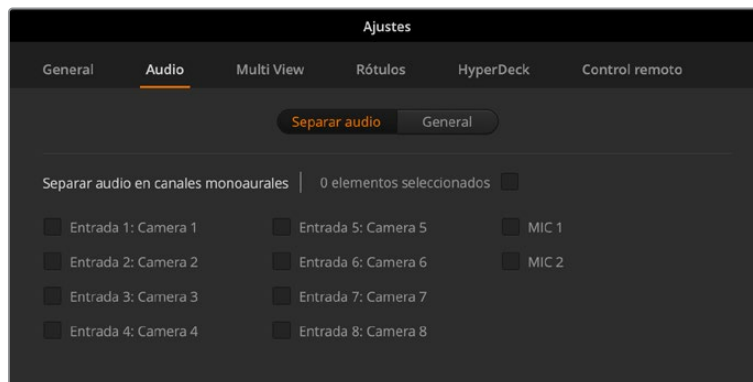 Ajustes
General Audio Multi View Rótulos HyperDeck Control remoto
Separar audio General
Separar audio en canales monoaurales 0 elementos seleccionados
Entrada 1: Camera 1 Entrada 5: Camera 5 MIC 1
Entrada 2: Camera 2 Entrada 6: Camera 6 MIC 2
Entrada 3: Camera 3 Entrada 7: Camera 7
Entrada 4: Camera 4 Entrada 8: Camera 8